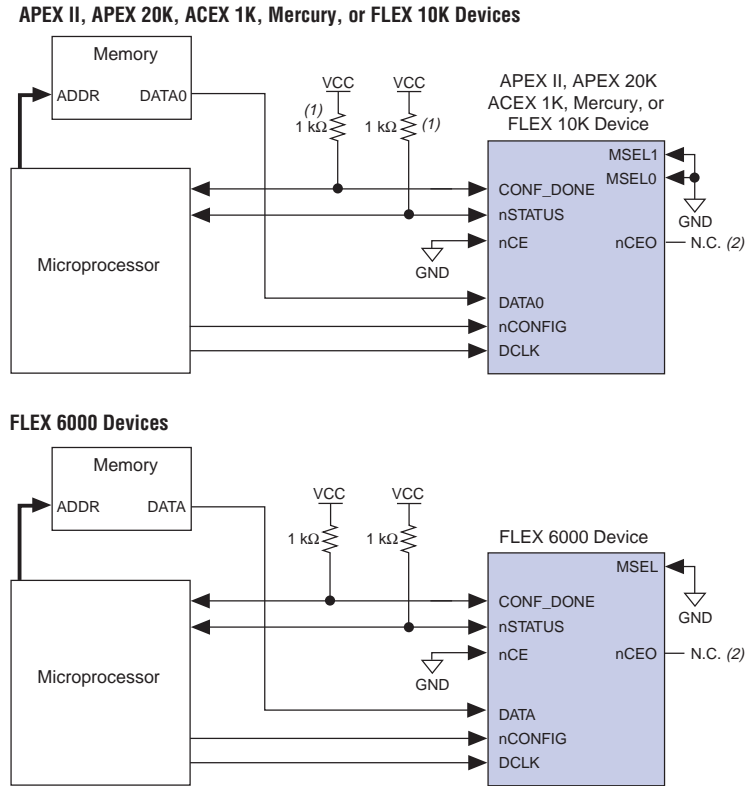 APEX II, APEX 20K, ACEX 1K, Mercury, or FLEX 10K Devices
Memory
ADDR DATA0
VCC VCC
(1)
1 kΩ 1 kΩ (1)
APEX II, APEX 20K
ACEX 1K, Mercury, or
FLEX 10K Device
MSEL1
MSEL0
GND
CONF_DONE
nSTATUS
nCE nCEO N.C. (2)
GND
Microprocessor
DATA0
nCONFIG
DCLK
FLEX 6000 Devices
Memory
ADDR DATA
VCC VCC
1 kΩ 1 kΩ
FLEX 6000 Device
MSEL
GND
CONF_DONE
nSTATUS
nCE nCEO N.C. (2)
GND
Microprocessor
DATA
nCONFIG
DCLK